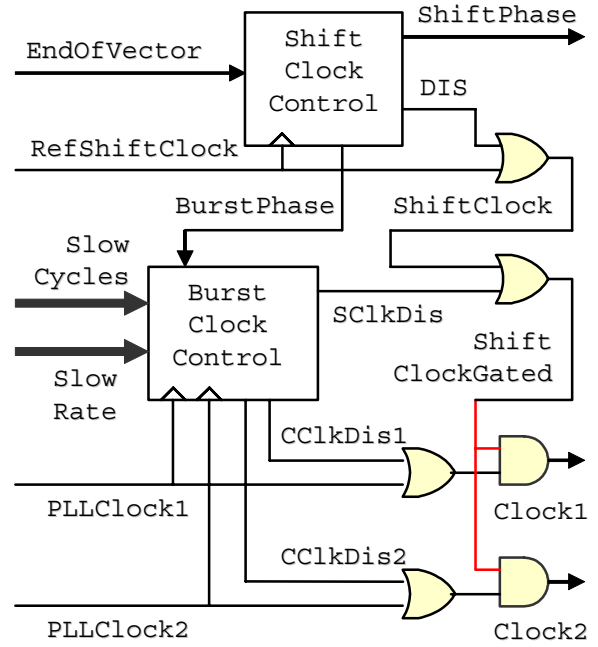 ShiftPhase
EndOfVector
Shift
Clock
Control
DIS
RefShiftClock
BurstPhase
ShiftClock
Slow
Cycles
Burst
Clock
Control
SClkDis
Slow
Rate
Shift
ClockGated
CClkDis1
PLLClock1
Clock1
CClkDis2
PLLClock2
Clock2